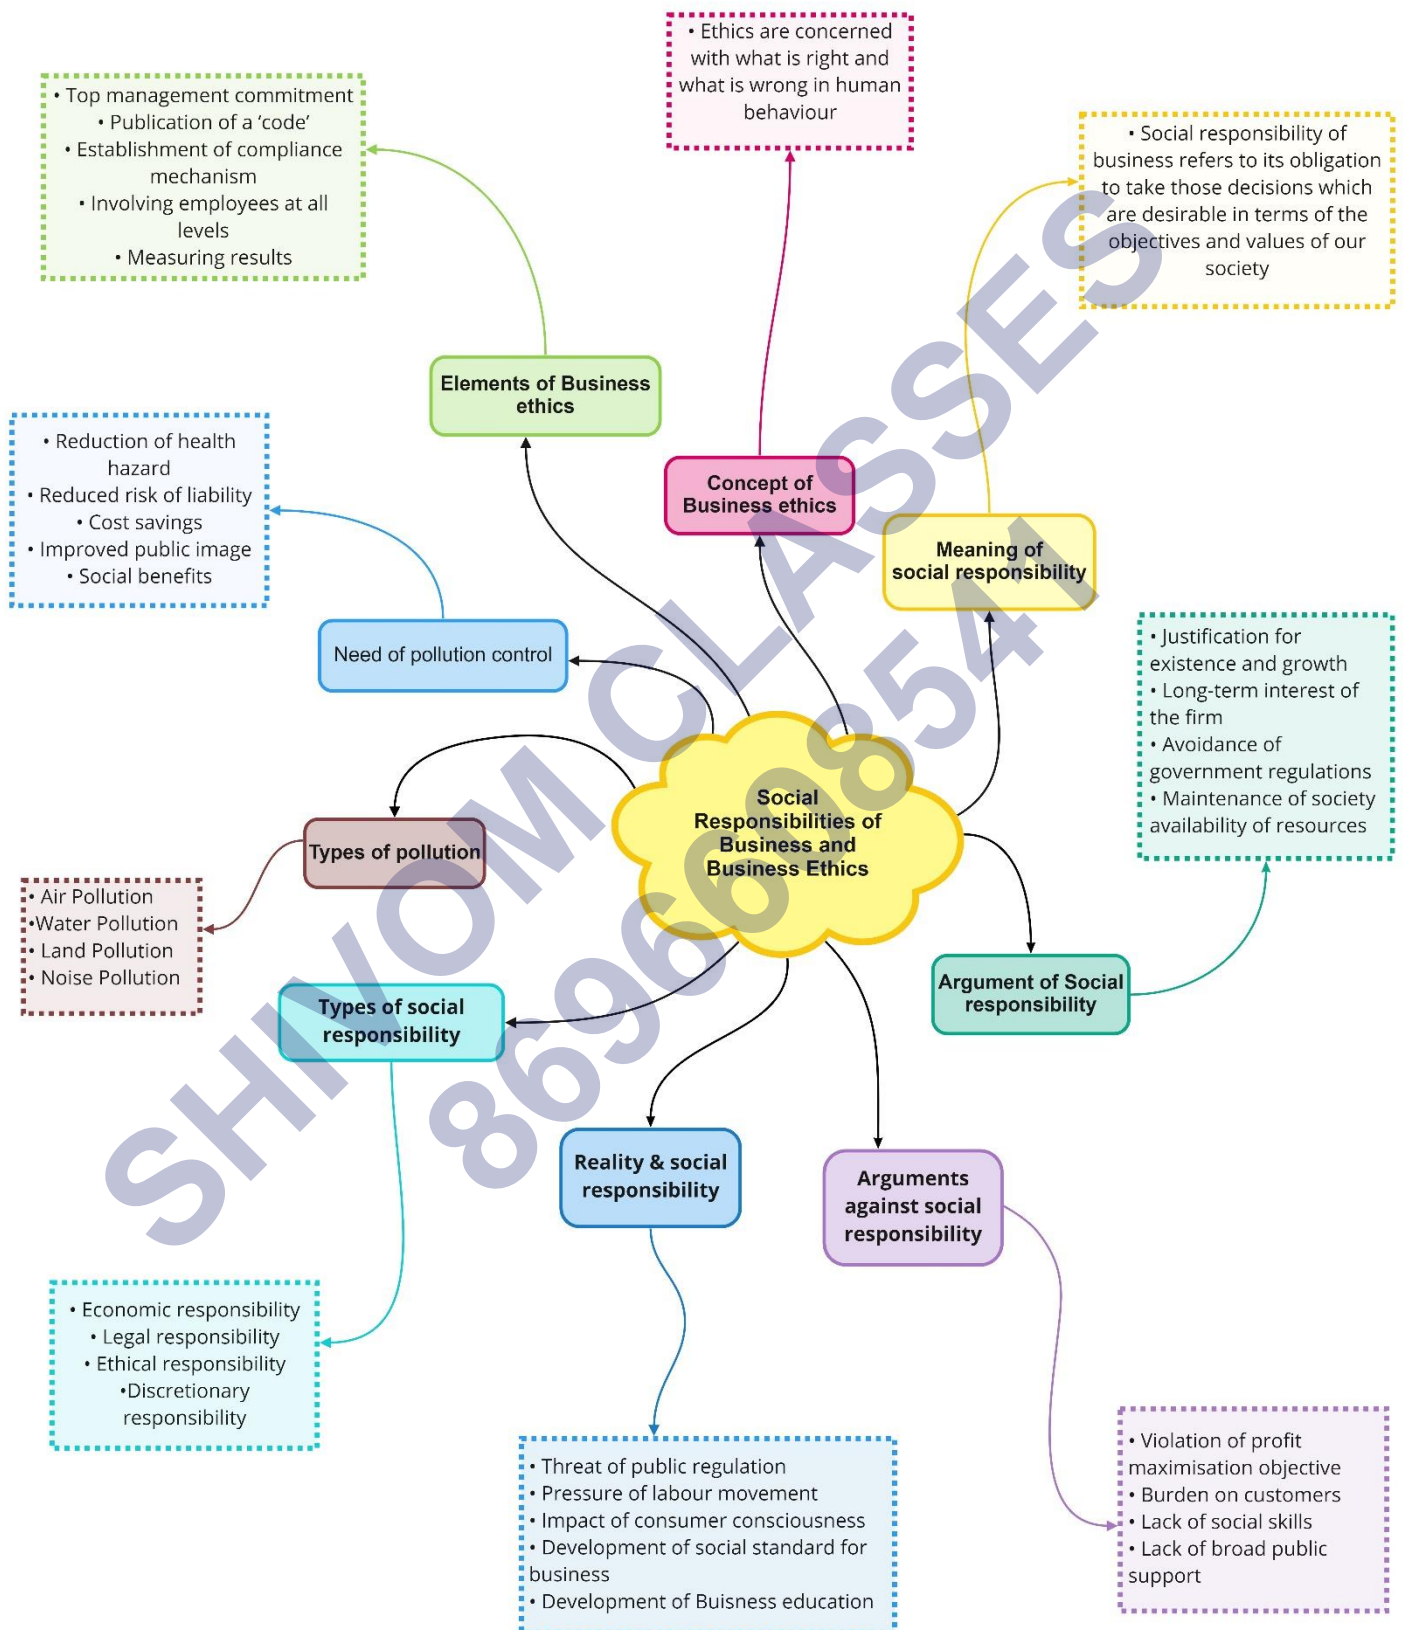 • Ethics are concerned
with what is right and
what is wrong in human
behaviour
• Top management commitment
• Publication of a ‘code’
• Establishment of compliance
mechanism
• Involving employees at all
levels
• Measuring results
• Social responsibility of
business refers to its obligation
to take those decisions which
are desirable in terms of the
objectives and values of our
society
Elements of Business
ethics
Concept of
Business ethics
Meaning of
social responsibility
• Reduction of health
hazard
• Reduced risk of liability
• Cost savings
• Improved public image
• Social benefits
Need of pollution control
• Justification for
existence and growth
• Long-term interest of
the firm
• Avoidance of
government regulations
• Maintenance of society
availability of resources
Social
Responsibilities of
Business and
Business Ethics
Types of pollution
• Air Pollution
•Water Pollution
• Land Pollution
• Noise Pollution
Argument of Social
responsibility
Types of social
responsibility
Reality & social
responsibility
Arguments
against social
responsibility
• Economic responsibility
• Legal responsibility
• Ethical responsibility
•Discretionary
responsibility
• Threat of public regulation
• Pressure of labour movement
• Impact of consumer consciousness
• Development of social standard for
business
• Development of Buisness education
• Violation of profit
maximisation objective
• Burden on customers
• Lack of social skills
• Lack of broad public
support
SHIVOM CLASSES
8696608541